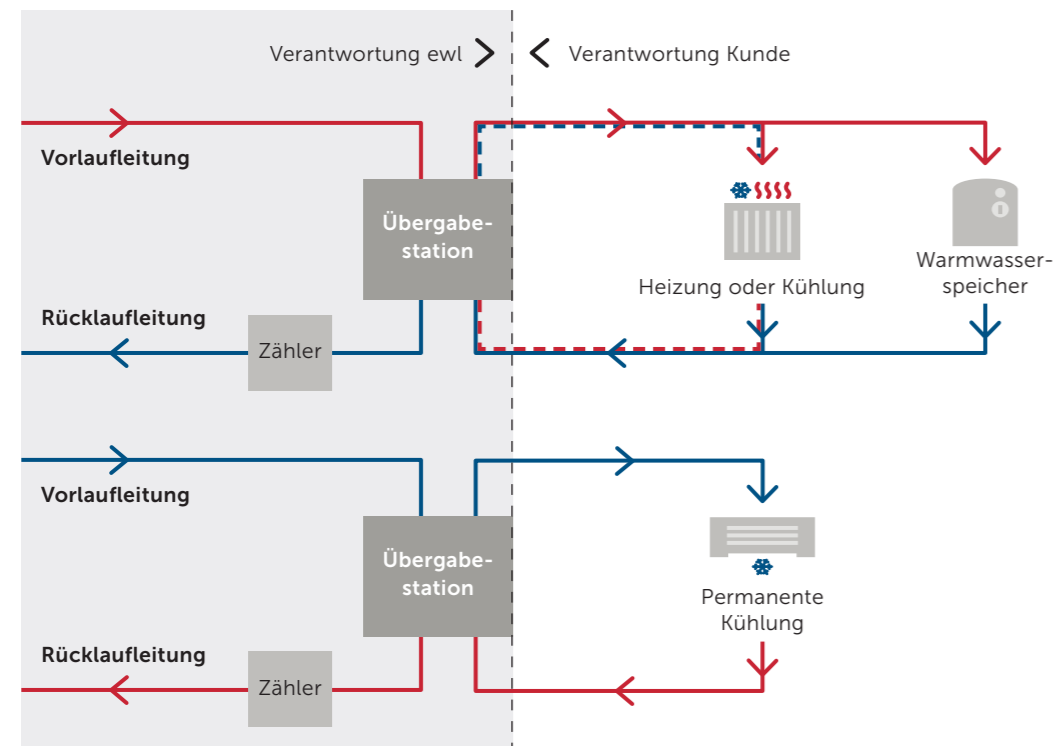 Verantwortung ewl
Verantwortung Kunde
Vorlaufleitung
Übergabe-
station
Heizung oder Kühlung
Warmwasser-
speicher
Rücklaufleitung
Zähler
Vorlaufleitung
Übergabe-
station
Permanente
Kühlung
Rücklaufleitung
Zähler